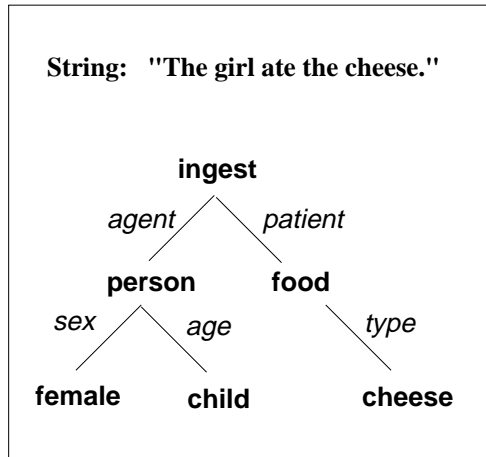 String: "The girl ate the cheese."
ingest
agent patient
person food
sex age type
female child cheese